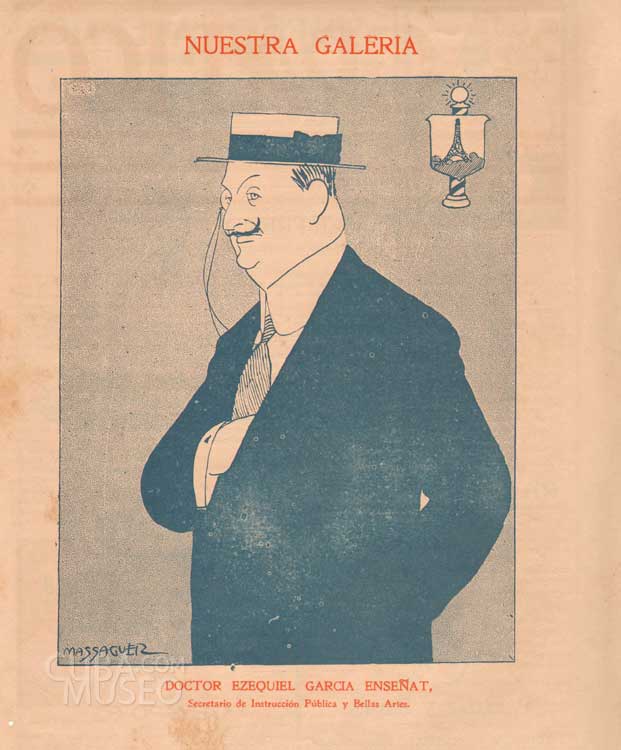 NUESTRA GALERIA
MASSAGUER
CUBA.COM
MUSEO
DOCTOR EZEQUIEL GARCIA ENSEÑAT,
Secretario de Instrucción Pública y Bellas Artes.